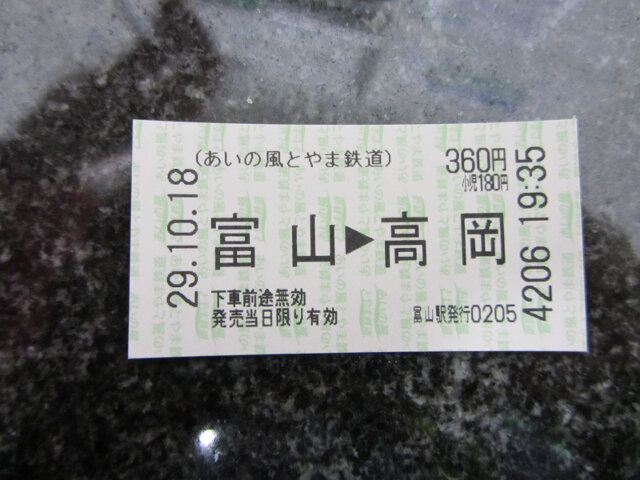 (あいの風とやま鉄道)
360円
小児180円
29.10.18
富山▶高岡
4206 19:35
下車前途無効
発売当日限り有効
富山駅発行0205